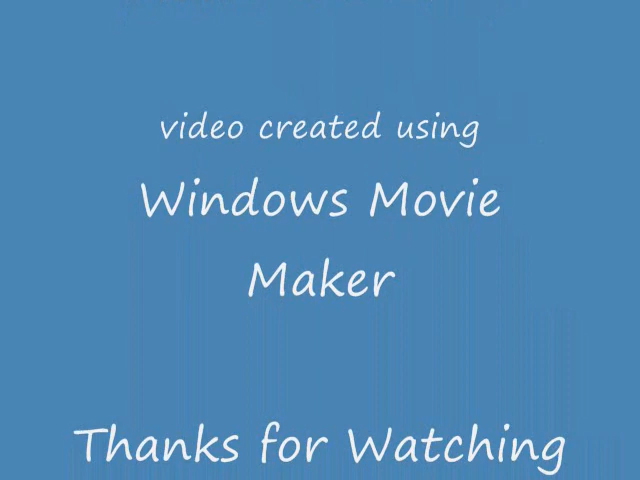 video created using
Windows Movie
Maker
Thanks for Watching